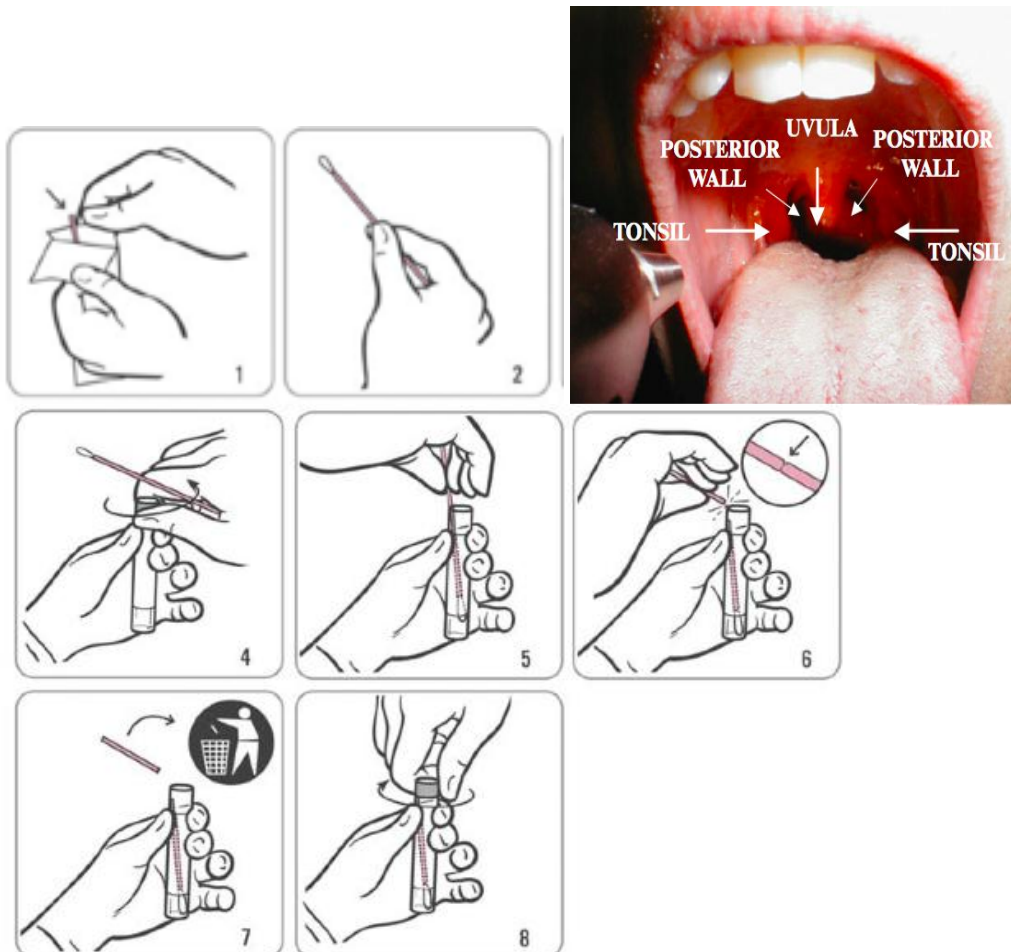 UVULA
POSTERIOR
WALL
POSTERIOR
WALL
TONSIL
TONSIL
1
2
4
5
6
7
8